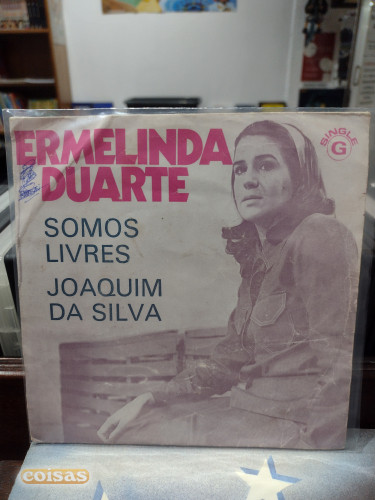 ERMELINDA
DUARTE
SINGLE
G
SOMOS
LIVRES
JOAQUIM
DA SILVA
coisas